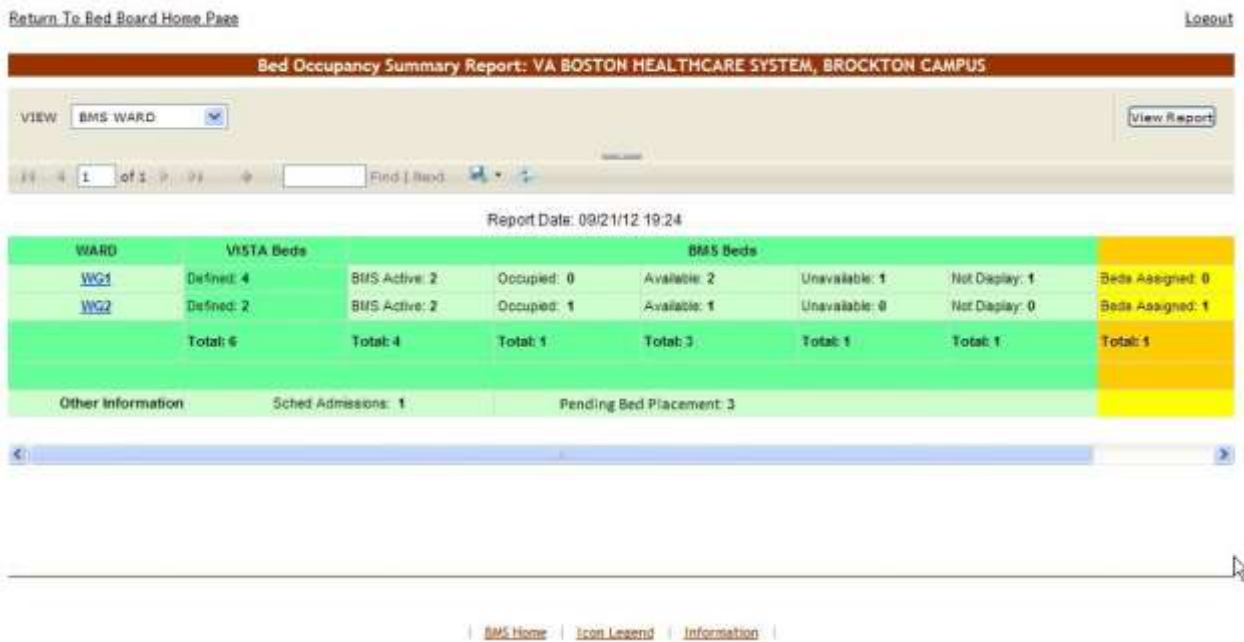 Return To Bed Board Home Page Logout
Bed Occupancy Summary Report: VA BOSTON HEALTHCARE SYSTEM, BROCKTON CAMPUS
VIEW BMS WARD View Report
1 of 1 Find | Next
Report Date: 09/21/12 19:24
WARD VISTA Beds BMS Beds
WG1 Defined: 4 BMS Active: 2 Occupied: 0 Available: 2 Unavailable: 1 Not Display: 1 Beds Assigned: 0
WG2 Defined: 2 BMS Active: 2 Occupied: 1 Available: 1 Unavailable: 0 Not Display: 0 Beds Assigned: 1
Total: 6 Total: 4 Total: 1 Total: 3 Total: 1 Total: 1 Total: 1
Other Information Sched Admissions: 1 Pending Bed Placement: 3
| BMS Home | Icon Legend | Information |